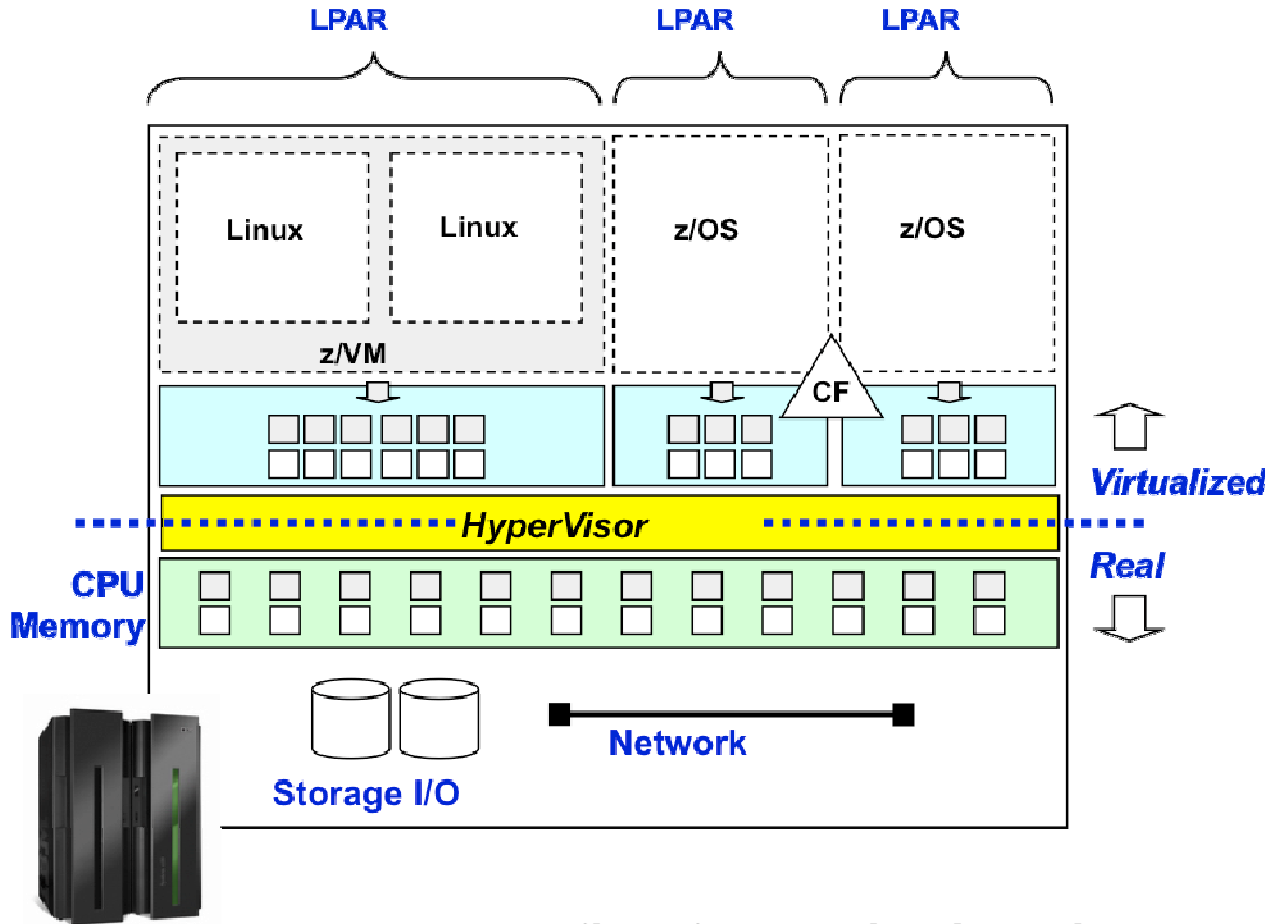 LPAR LPAR LPAR
Linux Linux z/OS z/OS
z/VM
CF
Virtualized
HyperVisor
Real
CPU
Memory
Network
Storage I/O